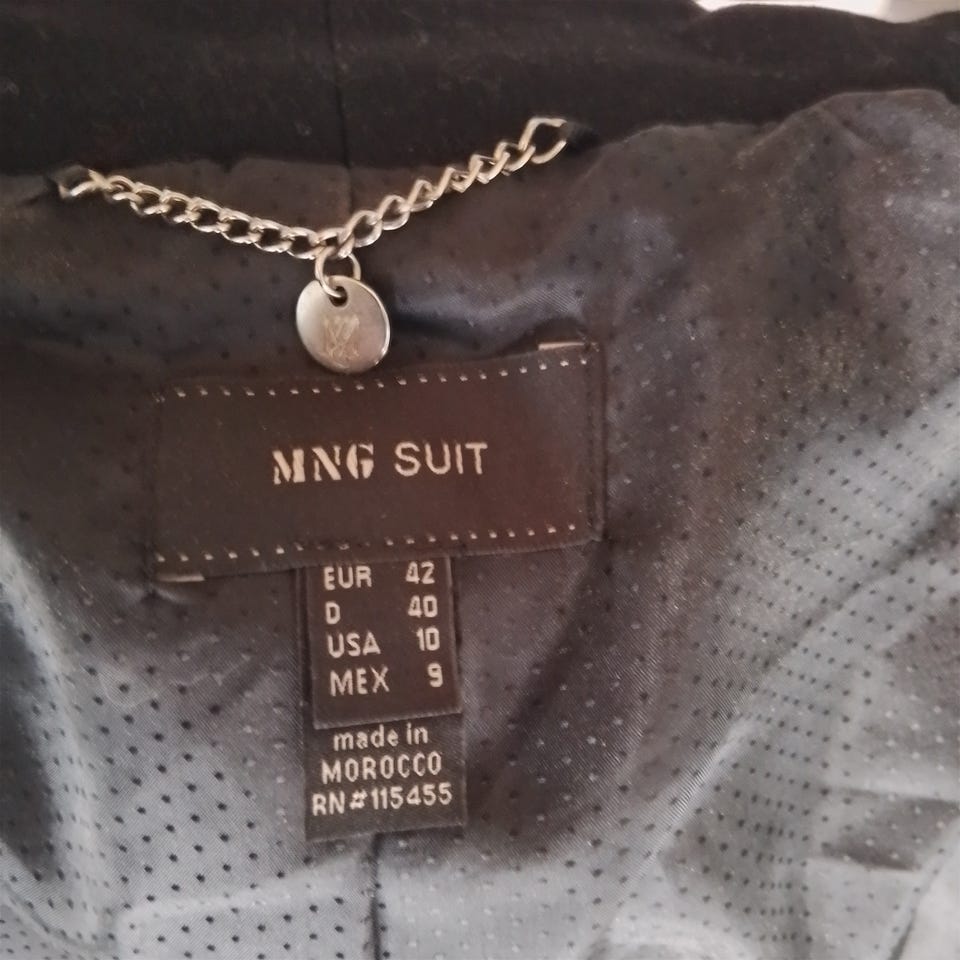 MNG SUIT
EUR 42
D 40
USA 10
MEX 9
made in
MOROCCO
RN#115455